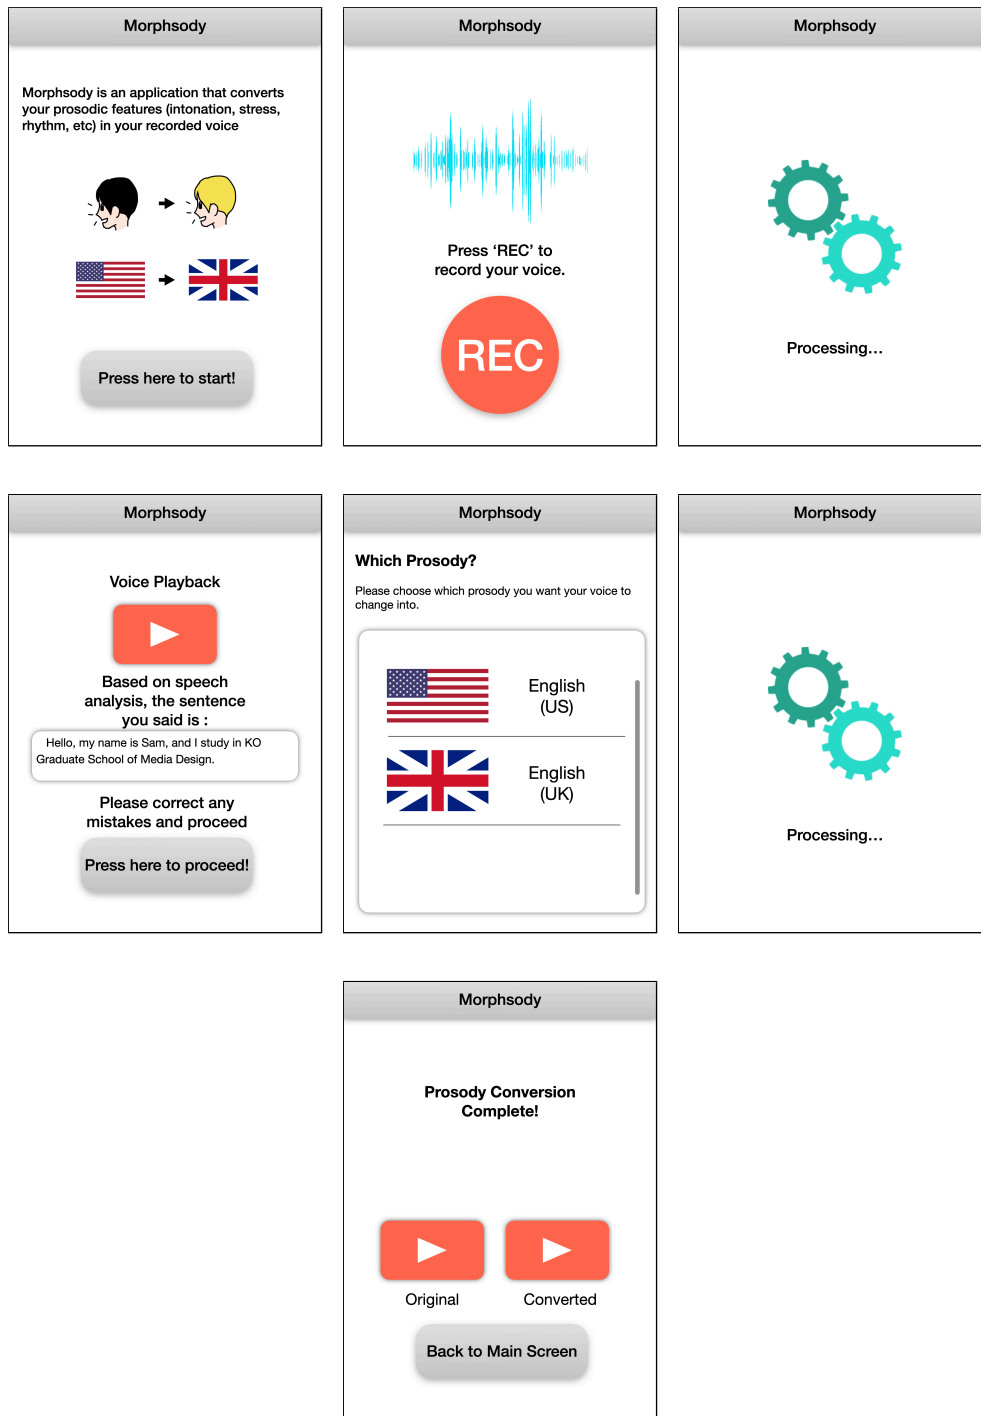 Morphsody
Morphsody is an application that converts
your prosodic features (intonation, stress,
rhythm, etc) in your recorded voice
Press here to start!
Morphsody
Press ‘REC’ to
record your voice.
REC
Morphsody
Processing...
Morphsody
Voice Playback
Based on speech
analysis, the sentence
you said is :
Hello, my name is Sam, and I study in KO
Graduate School of Media Design.
Please correct any
mistakes and proceed
Press here to proceed!
Morphsody
Which Prosody?
Please choose which prosody you want your voice to
change into.
English
(US)
English
(UK)
Morphsody
Processing...
Morphsody
Prosody Conversion
Complete!
Original
Converted
Back to Main Screen